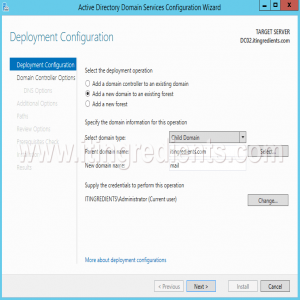 Active Directory Domain Services Configuration Wizard
Deployment Configuration
TARGET SERVER
DC02.itingredients.com
Deployment Configuration
Domain Controller Options
DNS Options
Additional Options
Paths
Review Options
Prerequisites Check
Select the deployment operation
Add a domain controller to an existing domain
Add a new domain to an existing forest
Add a new forest
Specify the domain information for this operation
Select domain type:
Child Domain
Parent domain name:
itingredients.com
Select...
New domain name:
mail
Supply the credentials to perform this operation
ITINGREDIENTS\Administrator (Current user)
Change...
More about deployment configurations
< Previous
Next >
Install
Cancel
www.itingredients.com